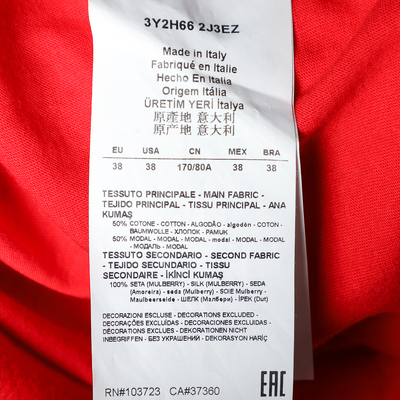 3Y2H66 2J3EZ
Made in Italy
Fabriqué en Italie
Hecho En Italia
Origem Itália
ÜRETİM YERİ İtalya
原產地 意大利
原产地 意大利
EU USA CN MEX BRA
38 38 170/80A 38 38
TESSUTO PRINCIPALE - MAIN FABRIC -
TEJIDO PRINCIPAL - TISSU PRINCIPAL - ANA
KUMAŞ
50% COTONE - COTTON - ALGODÃO - algodón - COTON -
BAUMWOLLE - ХЛОПОК - PAMUK
50% MODAL - MODAL - MODAL - modal - MODAL - MODAL
- МОДАЛЬ - MODAL
TESSUTO SECONDARIO - SECOND FABRIC
- TEJIDO SECUNDARIO - TISSU
SECONDAIRE - İKİNCİ KUMAŞ
100% SETA (MULBERRY) - SILK (MULBERRY) - SEDA
(Amoreira) - seda (Mulberry) - SOIE Mulberry -
Maulbeerseide - ШЕЛК (Малбери) - İPEK (Dut)
DECORAZIONI ESCLUSE - DECORATIONS EXCLUDED -
DECORAÇÕES EXCLUÍDAS - DECORACIONES
EXCLUIDAS - DECORATIONS EXCLUES - DEKORATIONEN NICHT
INBEGRIFFEN - БЕЗ УКРАШЕНИЙ - DEKORASYON HARİÇ
RN#103723 CA#37360 EAC